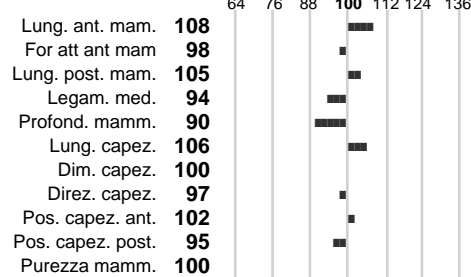 64 76 88 100 112 124 136
Lung. ant. mam. 108
For att ant mam 98
Lung. post. mam. 105
Legam. med. 94
Profond. mamm. 90
Lung. capez. 106
Dim. capez. 100
Direz. capez. 97
Pos. capez. ant. 102
Pos. capez. post. 95
Purezza mamm. 100